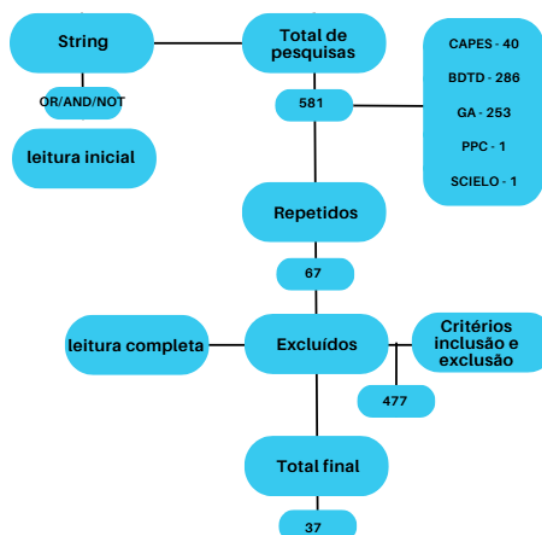 String
Total de
pesquisas
OR/AND/NOT
581
CAPES - 40
BDTD - 286
GA - 253
PPC - 1
SCIELO - 1
leitura inicial
Repetidos
67
leitura completa
Excluídos
Critérios
inclusão e
exclusão
477
Total final
37